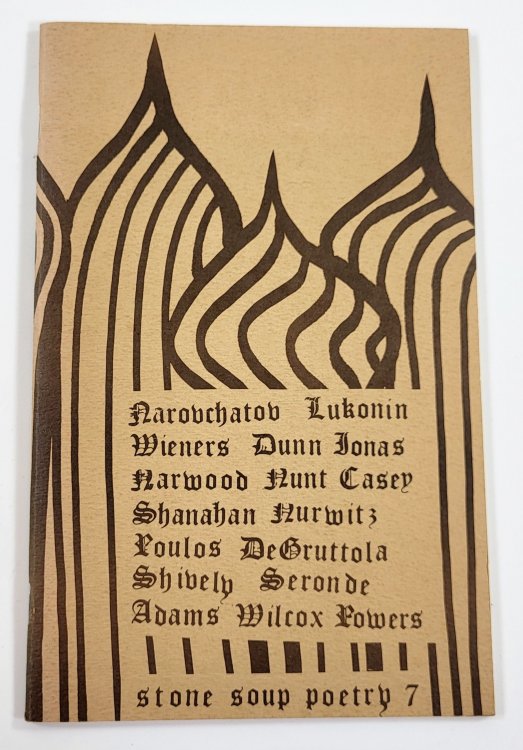 Narovchatov Lukonin
Wieners Dunn Jonas
Harwood Hunt Casey
Shanahan Hurwitz
Poulos DeGruttola
Shively Seronde
Adams Wilcox Powers
stone soup poetry 7